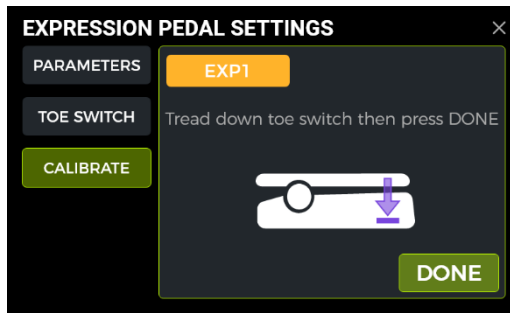 EXPRESSION PEDAL SETTINGS
PARAMETERS
TOE SWITCH
CALIBRATE
EXP1
Tread down toe switch then press DONE
DONE